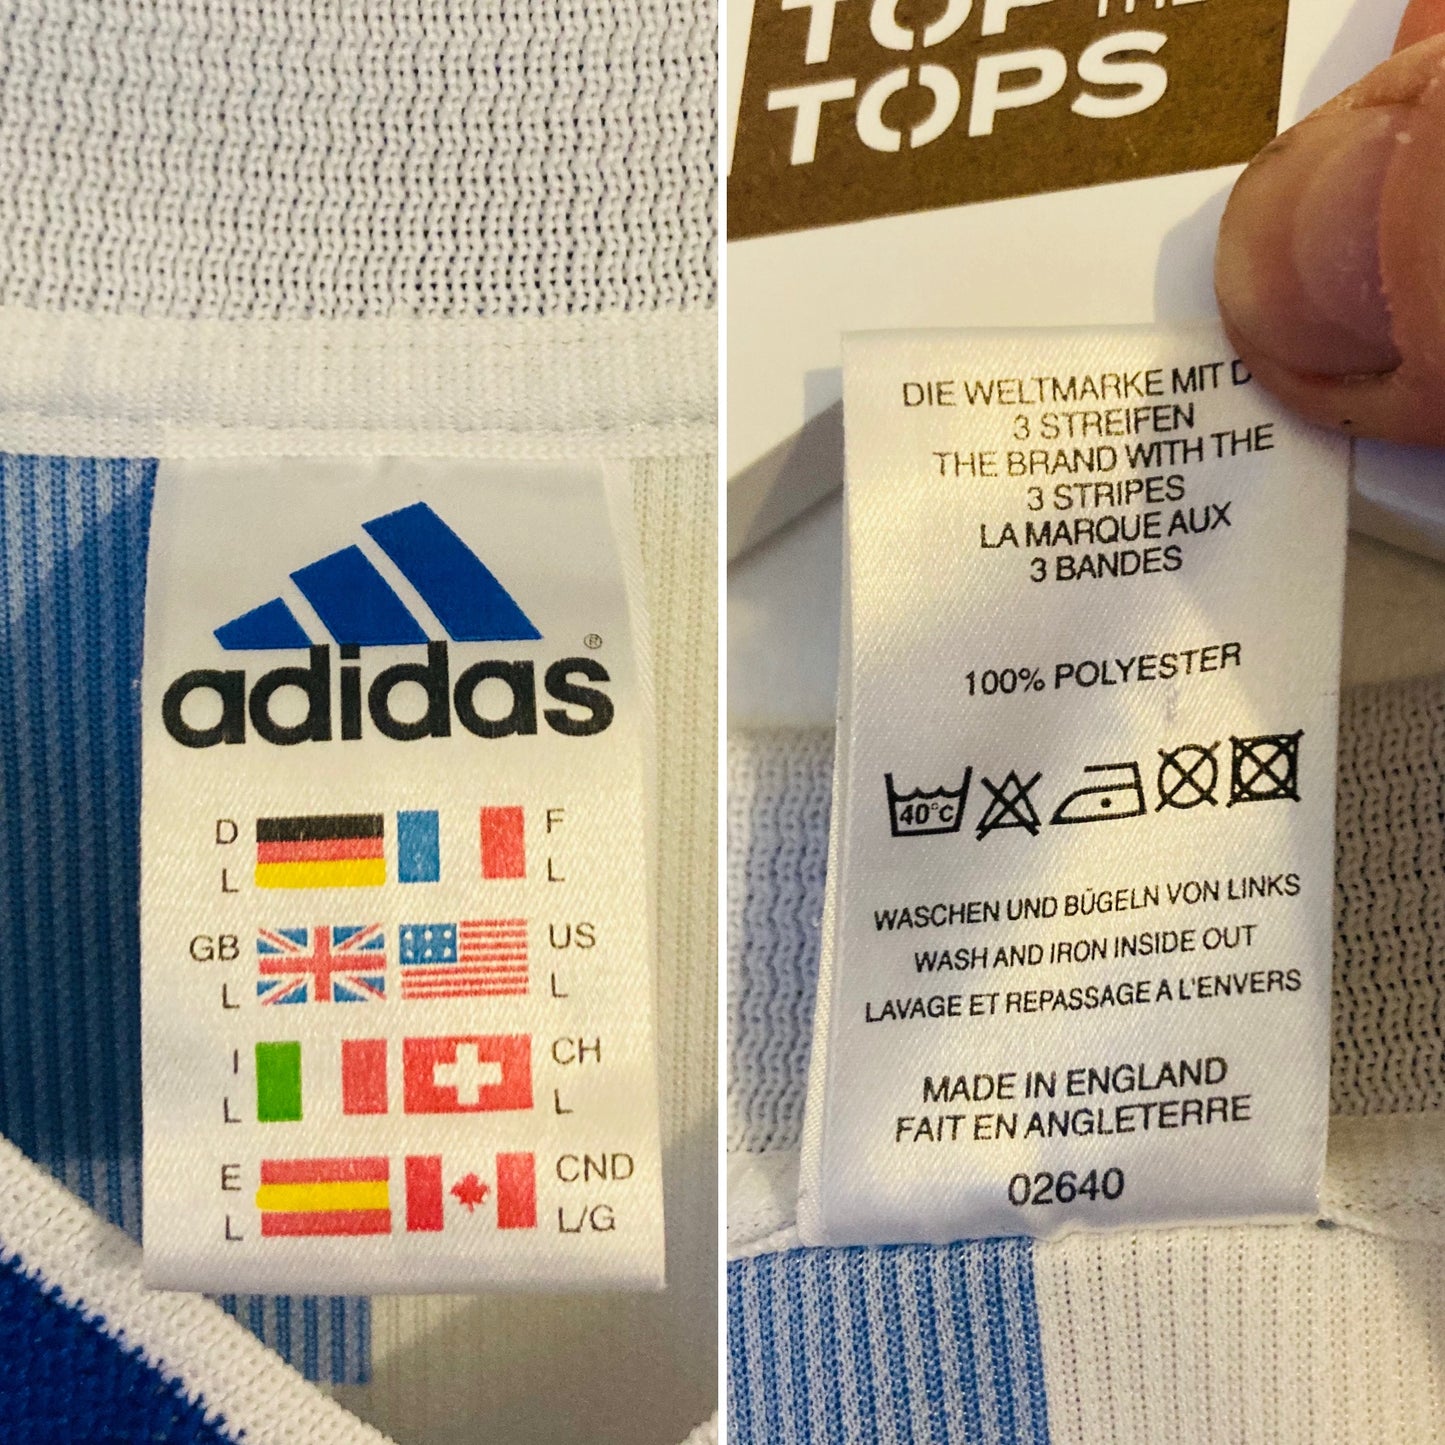 adidas®
D
L
F
L
GB
L
US
L
I
L
CH
L
E
L
CND
L/G
TOP THE
TOPS
DIE WELTMARKE MIT
3 STREIFEN
THE BRAND WITH THE
3 STRIPES
LA MARQUE AUX
3 BANDES
100% POLYESTER
40°C
WASCHEN UND BÜGELN VON LINKS
WASH AND IRON INSIDE OUT
LAVAGE ET REPASSAGE A L'ENVERS
MADE IN ENGLAND
FAIT EN ANGLETERRE
02640